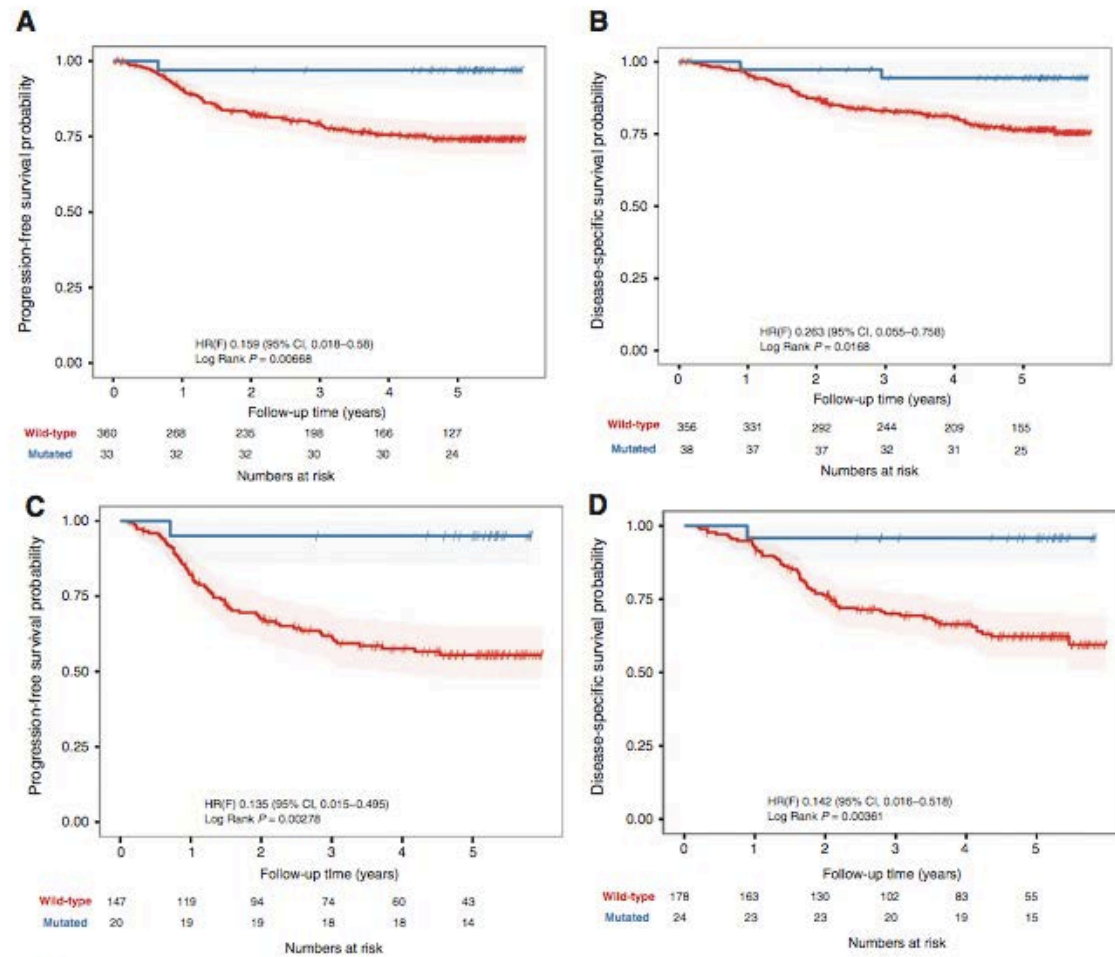 A
Progression-free survival probability
1.00
0.75
0.50
0.25
0.00
HR(F) 0.159 (95% CI, 0.018–0.58)
Log Rank P = 0.00668
0 1 2 3 4 5
Follow-up time (years)
Wild-type 360 268 235 198 166 127
Mutated 33 32 32 30 30 24
Numbers at risk
B
Disease-specific survival probability
1.00
0.75
0.50
0.25
0.00
HR(F) 0.263 (95% CI, 0.055–0.758)
Log Rank P = 0.0168
0 1 2 3 4 5
Follow-up time (years)
Wild-type 356 331 292 244 209 155
Mutated 38 37 37 32 31 25
Numbers at risk
C
Progression-free survival probability
1.00
0.75
0.50
0.25
0.00
HR(F) 0.135 (95% CI, 0.015–0.495)
Log Rank P = 0.00278
0 1 2 3 4 5
Follow-up time (years)
Wild-type 147 119 94 74 60 43
Mutated 20 19 19 18 18 14
Numbers at risk
D
Disease-specific survival probability
1.00
0.75
0.50
0.25
0.00
HR(F) 0.142 (95% CI, 0.016–0.518)
Log Rank P = 0.00361
0 1 2 3 4 5
Follow-up time (years)
Wild-type 178 163 130 102 83 55
Mutated 24 23 23 20 19 15
Numbers at risk